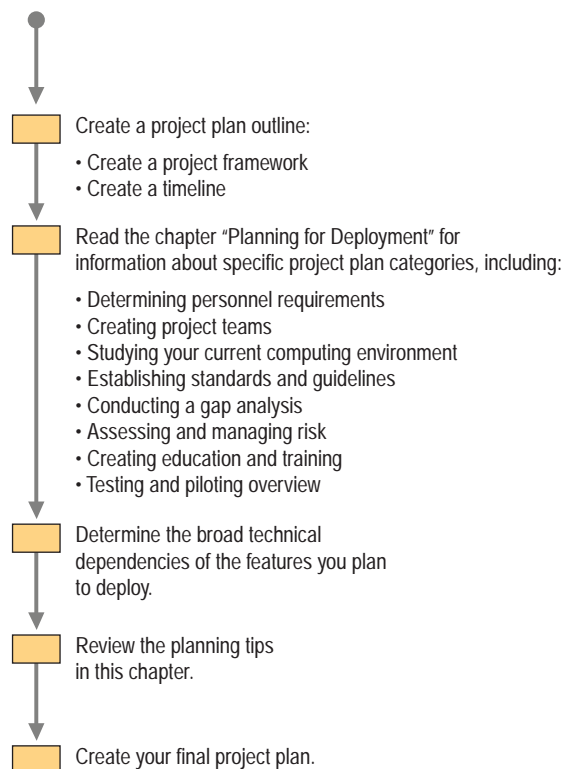 Create a project plan outline:
• Create a project framework
• Create a timeline
Read the chapter “Planning for Deployment” for
information about specific project plan categories, including:
• Determining personnel requirements
• Creating project teams
• Studying your current computing environment
• Establishing standards and guidelines
• Conducting a gap analysis
• Assessing and managing risk
• Creating education and training
• Testing and piloting overview
Determine the broad technical
dependencies of the features you plan
to deploy.
Review the planning tips
in this chapter.
Create your final project plan.